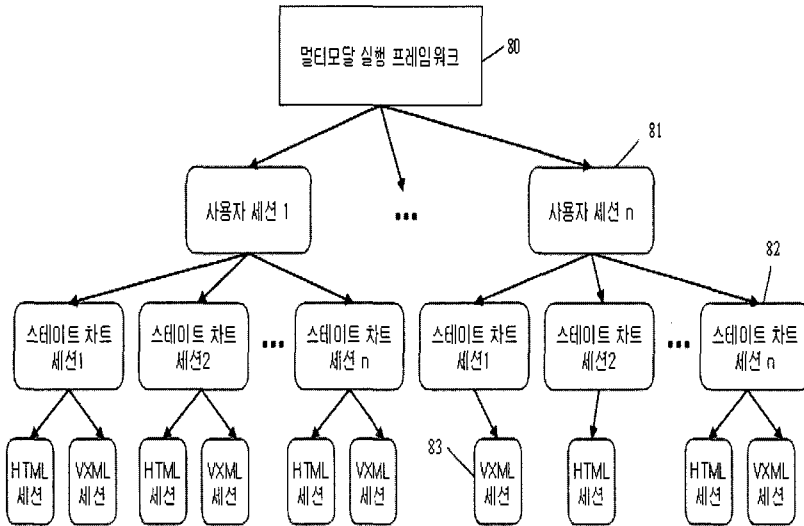 멀티모달 실행 프레임워크
80
81
사용자 세션 1
...
사용자 세션 n
82
스테이트 차트
세션1
스테이트 차트
세션2
...
스테이트 차트
세션 n
스테이트 차트
세션1
스테이트 차트
세션2
...
스테이트 차트
세션 n
83
HTML
세션
VXML
세션
HTML
세션
VXML
세션
HTML
세션
VXML
세션
VXML
세션
HTML
세션
HTML
세션
VXML
세션